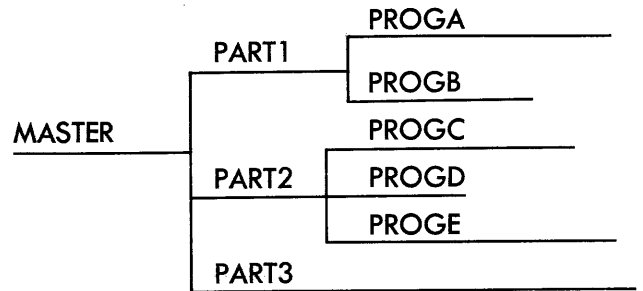 PROGA
PART1
PROGB
MASTER
PROGC
PART2
PROGD
PROGE
PART3